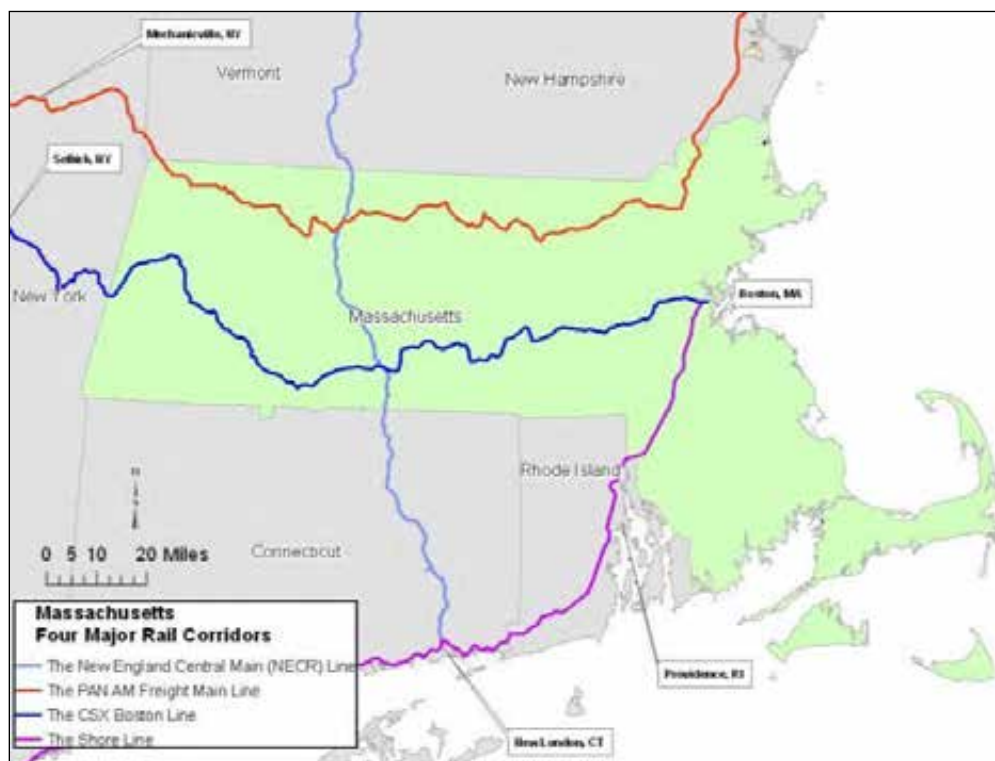 Mechanicville, NY
Vermont
New Hampshire
Selkirk, NY
New York
Massachusetts
Boston, MA
Rhode Island
Connecticut
N
0 5 10 20 Miles
Massachusetts
Four Major Rail Corridors
The New England Central Main (NECR) Line
The PAN AM Freight Main Line
The CSX Boston Line
The Shore Line
Providence, RI
New London, CT